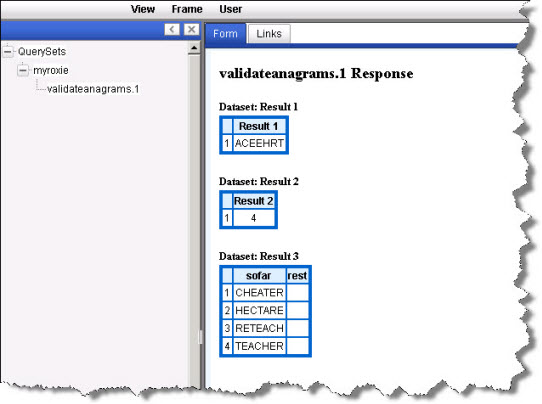 View Frame User
QuerySets
myroxie
validateanagrams.1
Form Links
validateanagrams.1 Response
Dataset: Result 1
Result 1
1 ACEEHRT
Dataset: Result 2
Result 2
1 4
Dataset: Result 3
sofar rest
1 CHEATER
2 HECTARE
3 RETEACH
4 TEACHER